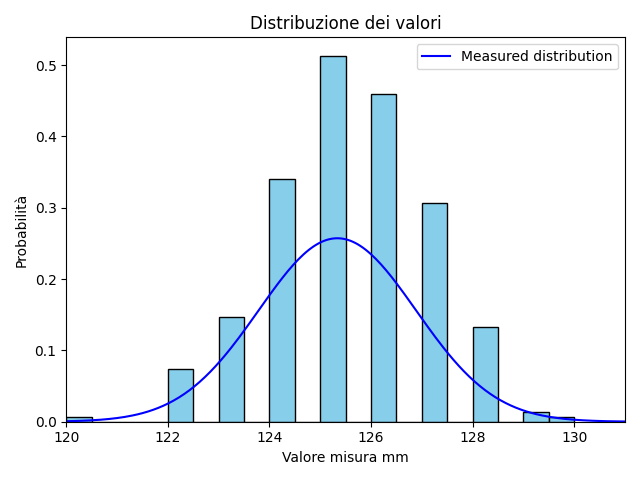 Distribuzione dei valori
Measured distribution
0.5
0.4
0.3
0.2
0.1
0.0
Probabilità
120 122 124 126 128 130
Valore misura mm